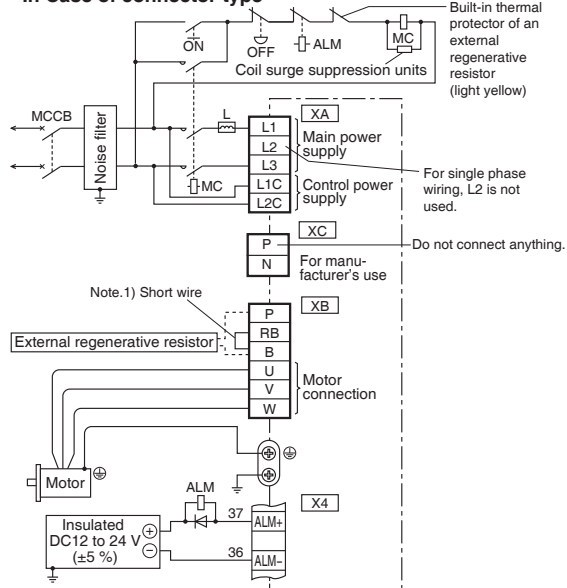 In Case of connector type
Built-in thermal
protector of an
external
regenerative
resistor
(light yellow)
ON
OFF
ALM
MC
Coil surge suppression units
MCCB
Noise filter
L
MC
XA
L1
L2
L3
L1C
L2C
Main power
supply
Control power
supply
For single phase
wiring, L2 is not
used.
XC
P
N
Do not connect anything.
For manu-
facturer's use
Note.1) Short wire
XB
P
RB
B
U
V
W
External regenerative resistor
Motor
connection
Motor
ALM
X4
37
ALM+
36
ALM−
Insulated
DC12 to 24 V
(±5 %)
+
−